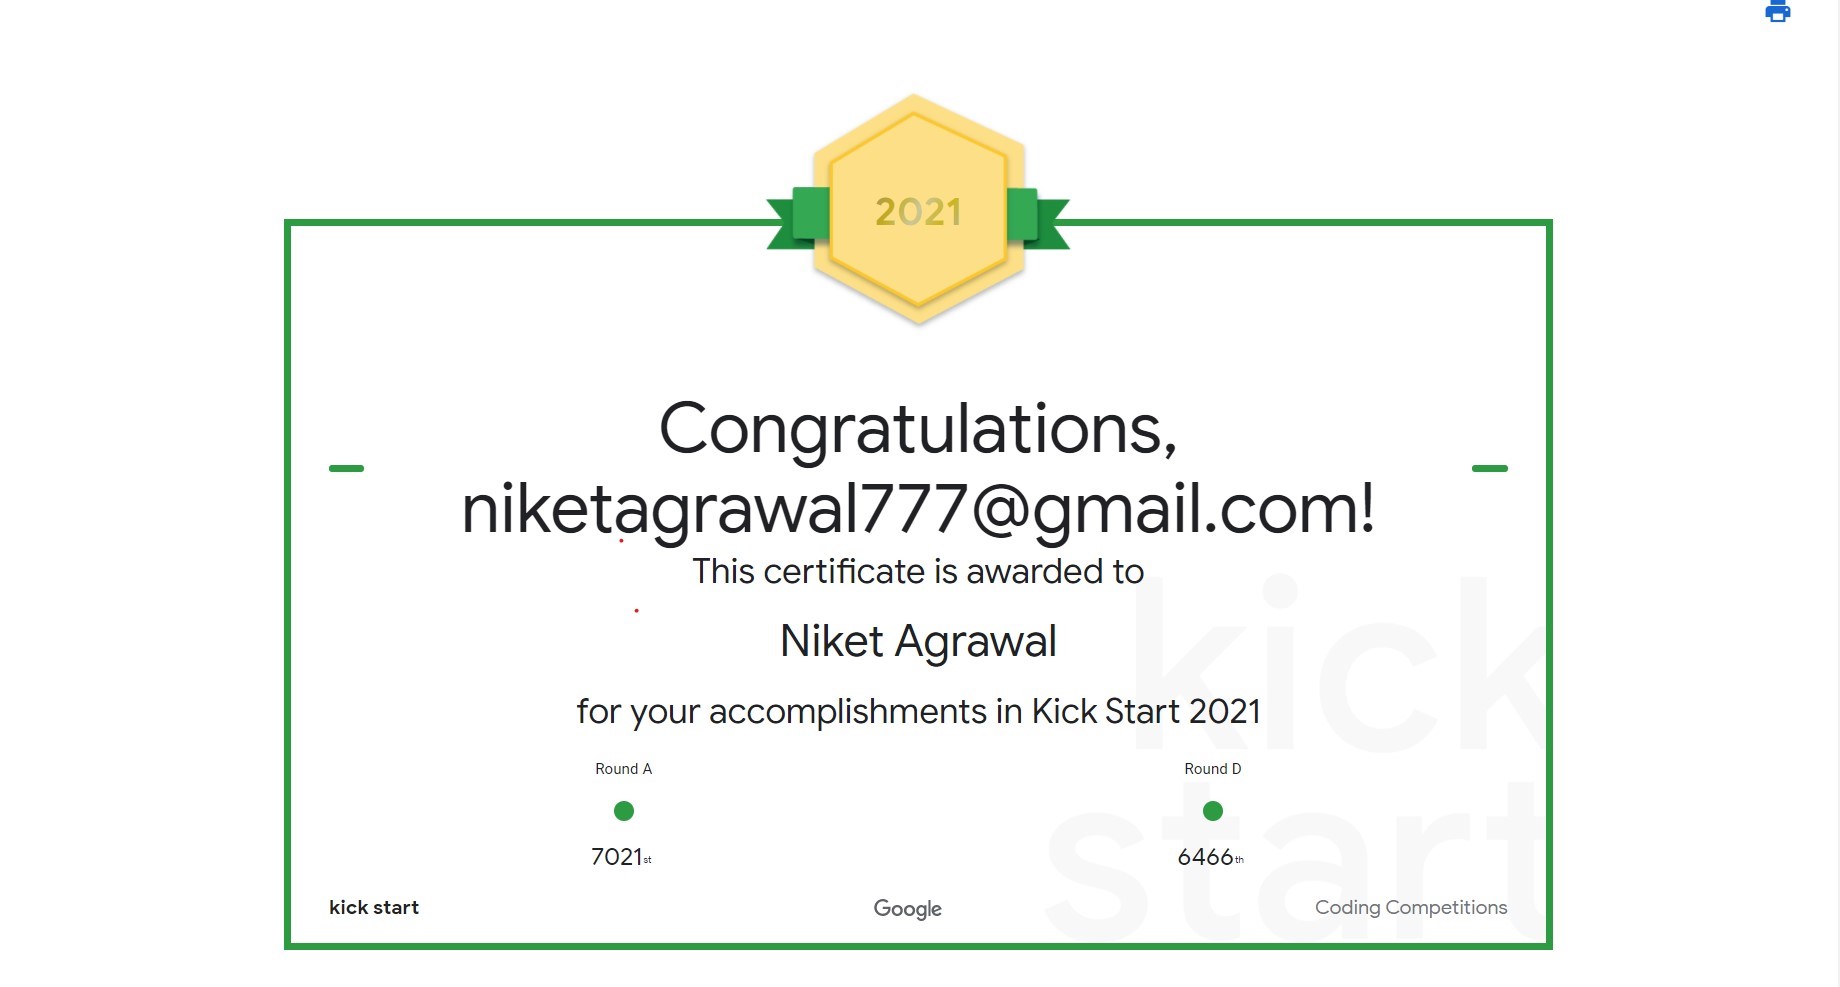 2021
Congratulations,
niketagrawal777@gmail.com!
This certificate is awarded to
Niket Agrawal
for your accomplishments in Kick Start 2021
Round A
Round D
7021st
6466th
kick
start
kick start
Google
Coding Competitions